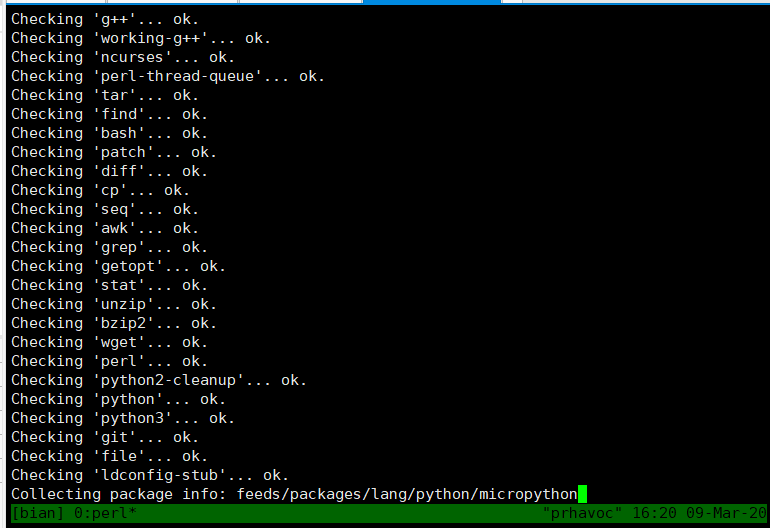 Checking 'g++'... ok.
Checking 'working-g++'... ok.
Checking 'ncurses'... ok.
Checking 'perl-thread-queue'... ok.
Checking 'tar'... ok.
Checking 'find'... ok.
Checking 'bash'... ok.
Checking 'patch'... ok.
Checking 'diff'... ok.
Checking 'cp'... ok.
Checking 'seq'... ok.
Checking 'awk'... ok.
Checking 'grep'... ok.
Checking 'getopt'... ok.
Checking 'stat'... ok.
Checking 'unzip'... ok.
Checking 'bzip2'... ok.
Checking 'wget'... ok.
Checking 'perl'... ok.
Checking 'python2-cleanup'... ok.
Checking 'python'... ok.
Checking 'python3'... ok.
Checking 'git'... ok.
Checking 'file'... ok.
Checking 'ldconfig-stub'... ok.
Collecting package info: feeds/packages/lang/python/micropython
[bian] 0:perl* "prhavoc" 16:20 09-Mar-20